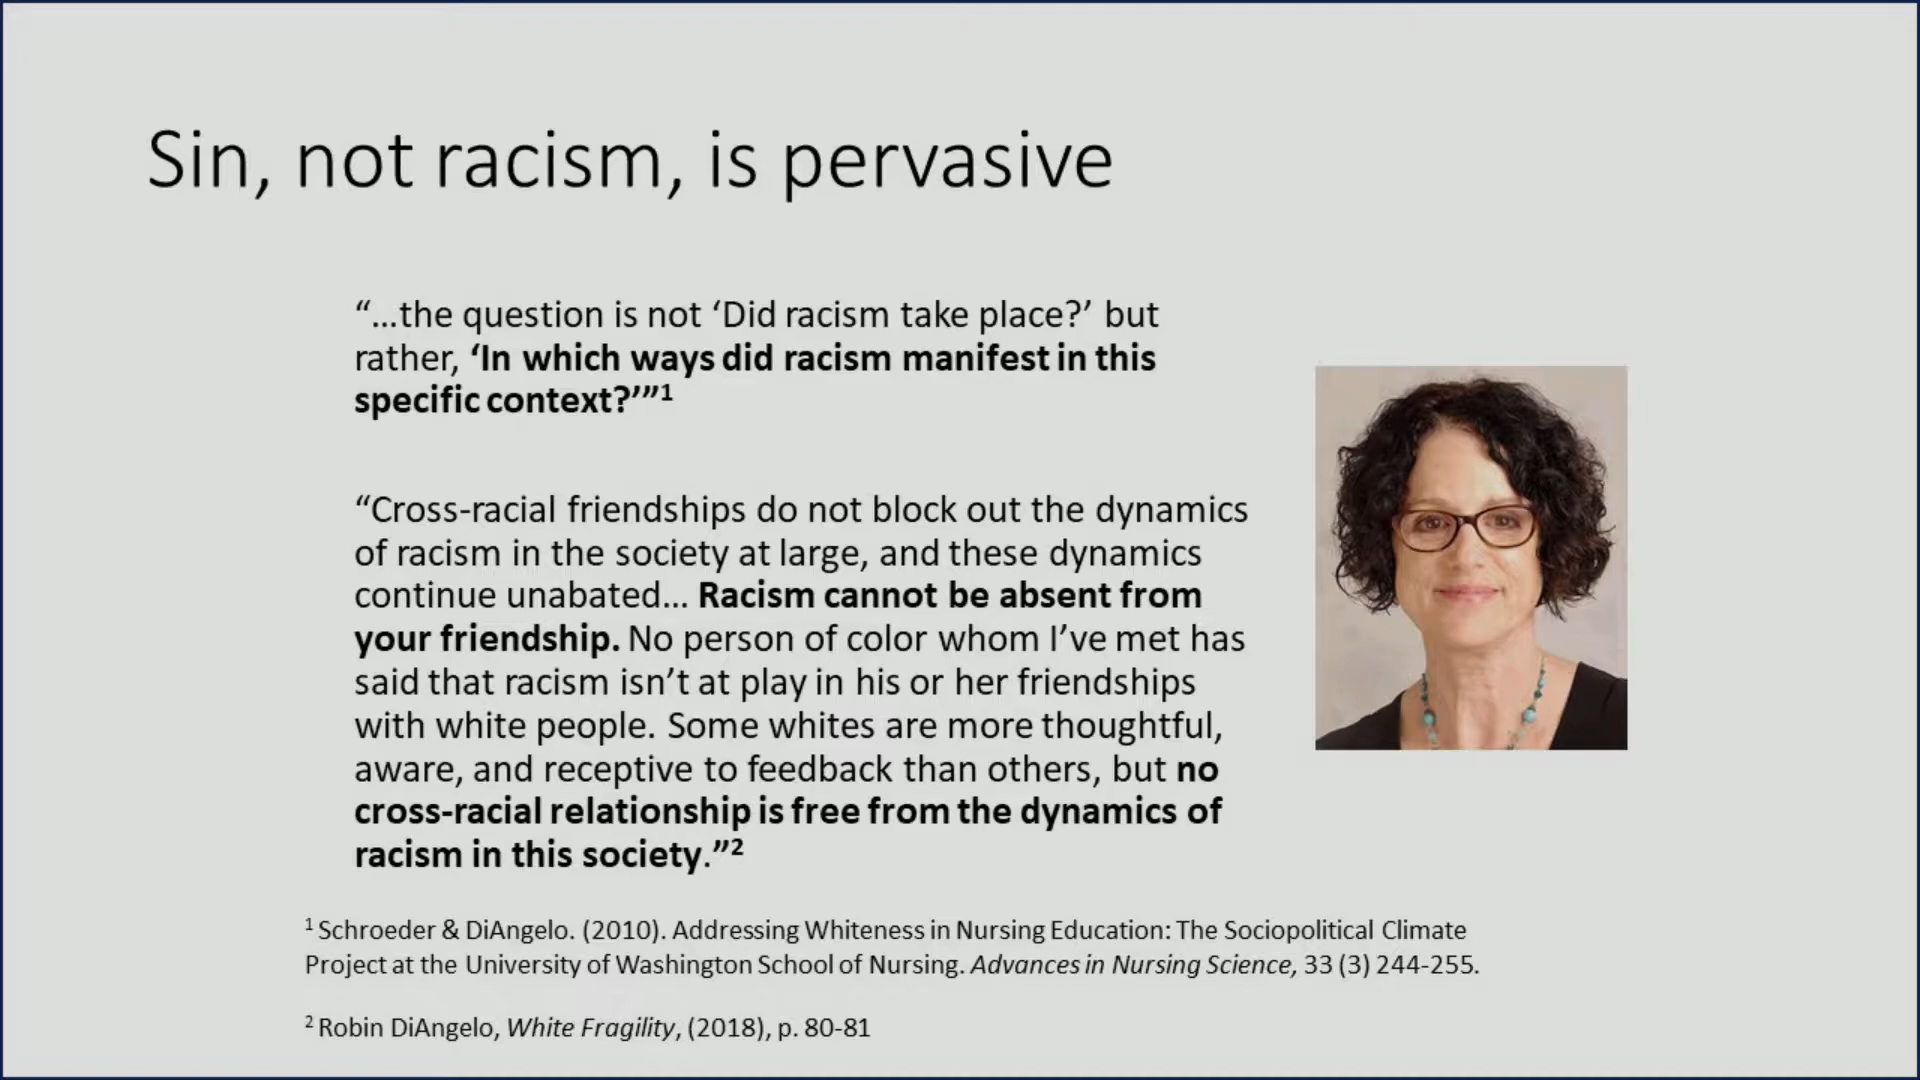 Sin, not racism, is pervasive
“…the question is not ‘Did racism take place?’ but
rather, ‘In which ways did racism manifest in this
specific context?’”1
“Cross-racial friendships do not block out the dynamics
of racism in the society at large, and these dynamics
continue unabated… Racism cannot be absent from
your friendship. No person of color whom I’ve met has
said that racism isn’t at play in his or her friendships
with white people. Some whites are more thoughtful,
aware, and receptive to feedback than others, but no
cross-racial relationship is free from the dynamics of
racism in this society.”2
1 Schroeder & DiAngelo. (2010). Addressing Whiteness in Nursing Education: The Sociopolitical Climate
Project at the University of Washington School of Nursing. Advances in Nursing Science, 33 (3) 244-255.
2 Robin DiAngelo, White Fragility, (2018), p. 80-81